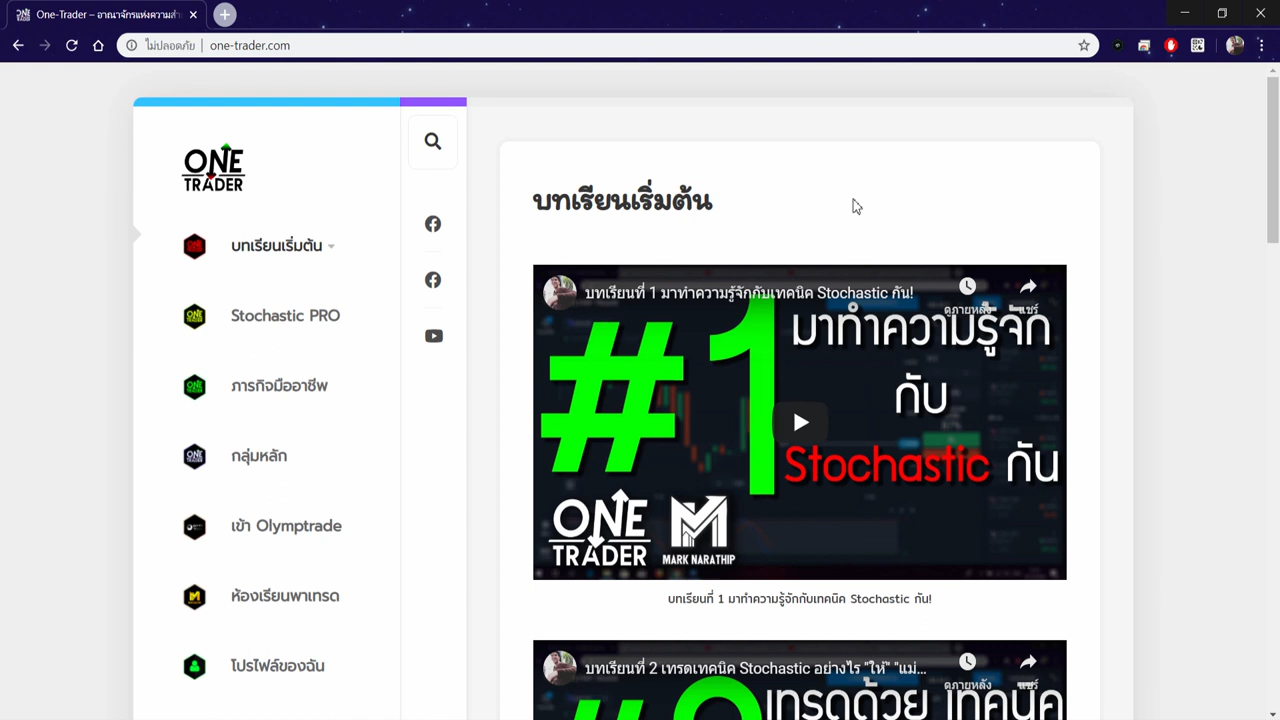 One-Trader – อาณาจักรแห่งความสำ
ไม่ปลอดภัย
one-trader.com
ONE
TRADER
บทเรียนเริ่มต้น
Stochastic PRO
ภารกิจมืออาชีพ
กลุ่มหลัก
เข้า Olymptrade
ห้องเรียนพาเทรด
โปรไฟล์ของฉัน
บทเรียนเริ่มต้น
บทเรียนที่ 1 มาทำความรู้จักกับเทคนิค Stochastic กัน!
ดูภายหลัง
แชร์
#1
มาทำความรู้จัก
กับ
Stochastic กัน
ONE
TRADER
MARK NARATHIP
บทเรียนที่ 1 มาทำความรู้จักกับเทคนิค Stochastic กัน!
บทเรียนที่ 2 เทรดเทคนิค Stochastic อย่างไร "ให้" "แม่...
ดูภายหลัง
แชร์
เทรดด้วย เทคนิค